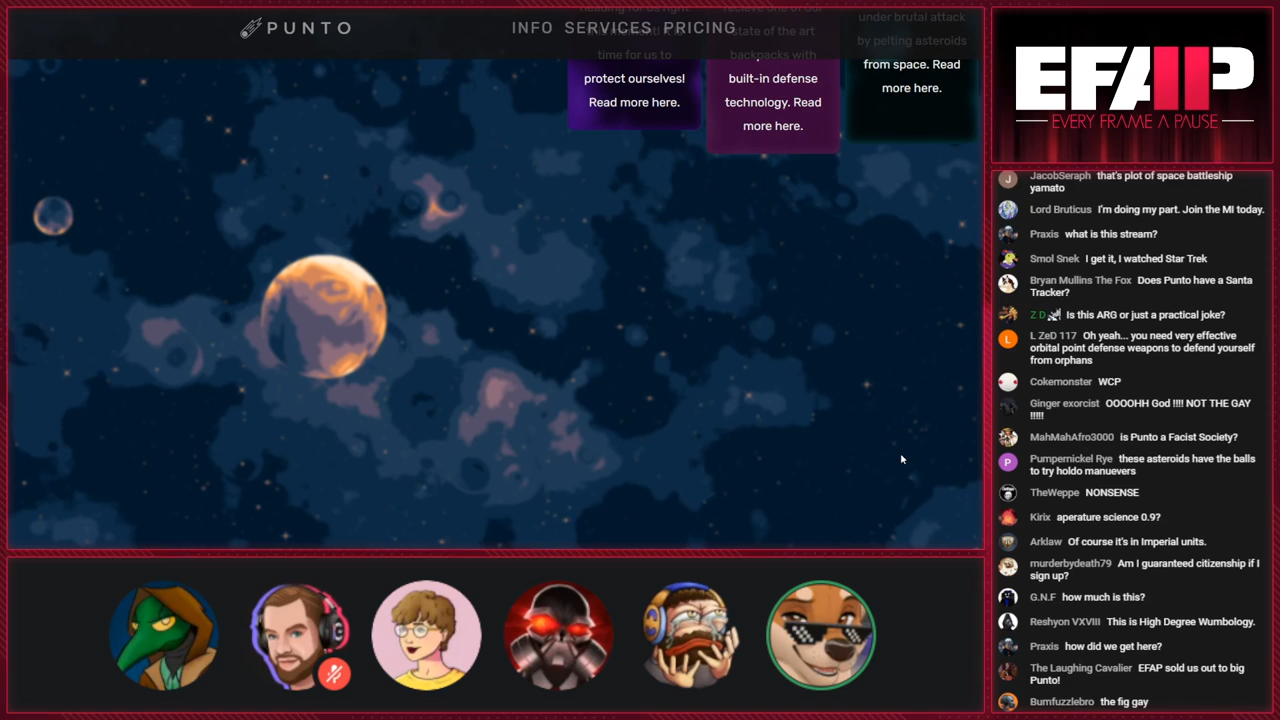 PUNTO
INFO SERVICES PRICING
time for us to
protect ourselves!
Read more here.
state of the art
backpacks with
built-in defense
technology. Read
more here.
under brutal attack
by pelting asteroids
from space. Read
more here.
EFAP
EVERY FRAME A PAUSE
J
JacobSeraph that's plot of space battleship
yamato
Lord Bruticus I'm doing my part. Join the MI today.
Praxis what is this stream?
Smol Snek I get it, I watched Star Trek
Bryan Mullins The Fox Does Punto have a Santa
Tracker?
Z D Is this ARG or just a practical joke?
L
L ZeD 117 Oh yeah... you need very effective
orbital point defense weapons to defend yourself
from orphans
Cokemonster WCP
Ginger exorcist OOOOHH God !!!! NOT THE GAY
!!!!!
MahMahAfro3000 is Punto a Facist Society?
P
Pumpernickel Rye these asteroids have the balls
to try holdo manuevers
TheWeppe NONSENSE
Kirix aperature science 0.9?
Arklaw Of course it's in Imperial units.
murderbydeath79 Am I guaranteed citizenship if I
sign up?
G.N.F how much is this?
Reshyon VXVIII This is High Degree Wumbology.
Praxis how did we get here?
The Laughing Cavalier EFAP sold us out to big
Punto!
Bumfuzzlebro the fig gay